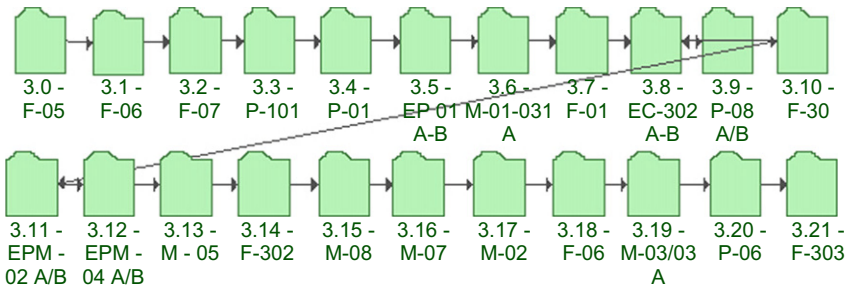 3.0 - F-05
3.1 - F-06
3.2 - F-07
3.3 - P-101
3.4 - P-01
3.5 - EP 01 A-B
3.6 - M-01-031 A
3.7 - F-01
3.8 - EC-302 A-B
3.9 - P-08 A/B
3.10 - F-30
3.11 - EPM - 02 A/B
3.12 - EPM - 04 A/B
3.13 - M - 05
3.14 - F-302
3.15 - M-08
3.16 - M-07
3.17 - M-02
3.18 - F-06
3.19 - M-03/03 A
3.20 - P-06
3.21 - F-303